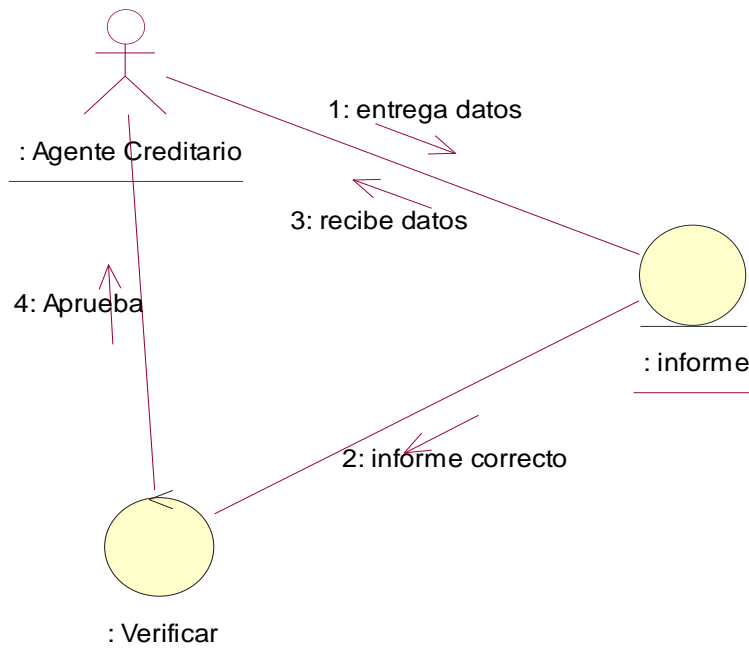 1: entrega datos
: Agente Creditario
3: recibe datos
4: Aprueba
: informe
2: informe correcto
: Verificar